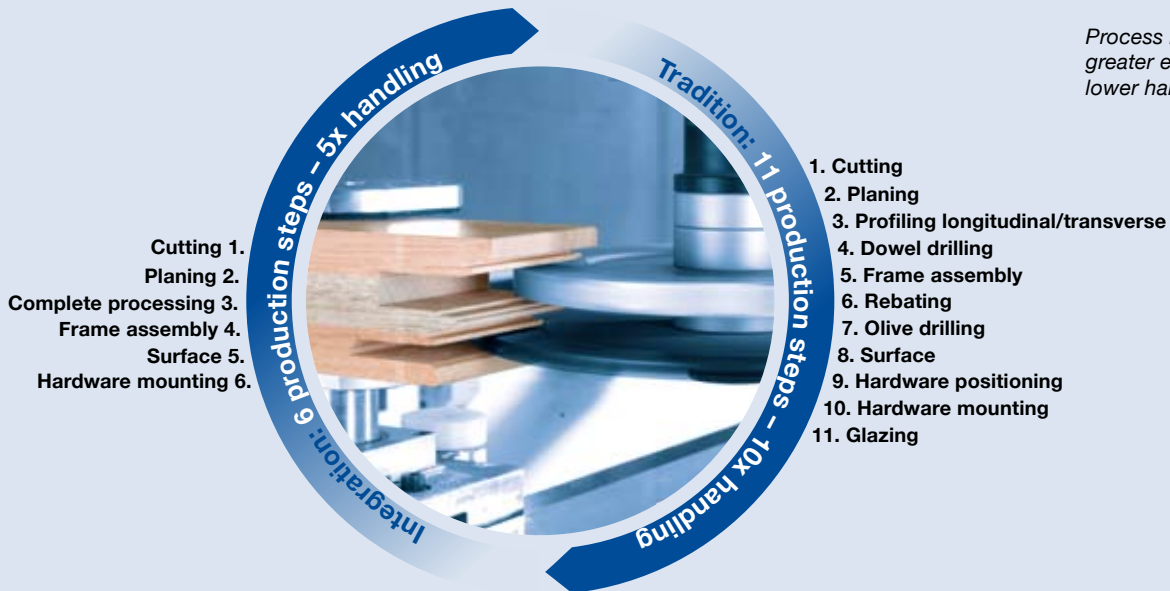 Process
greater
lower
Tradition: 11 production steps – 10x handling
1. Cutting
2. Planing
3. Profiling longitudinal/transverse
4. Dowel drilling
5. Frame assembly
6. Rebating
7. Olive drilling
8. Surface
9. Hardware positioning
10. Hardware mounting
11. Glazing
Integration: 6 production steps – 5x handling
Cutting 1.
Planing 2.
Complete processing 3.
Frame assembly 4.
Surface 5.
Hardware mounting 6.